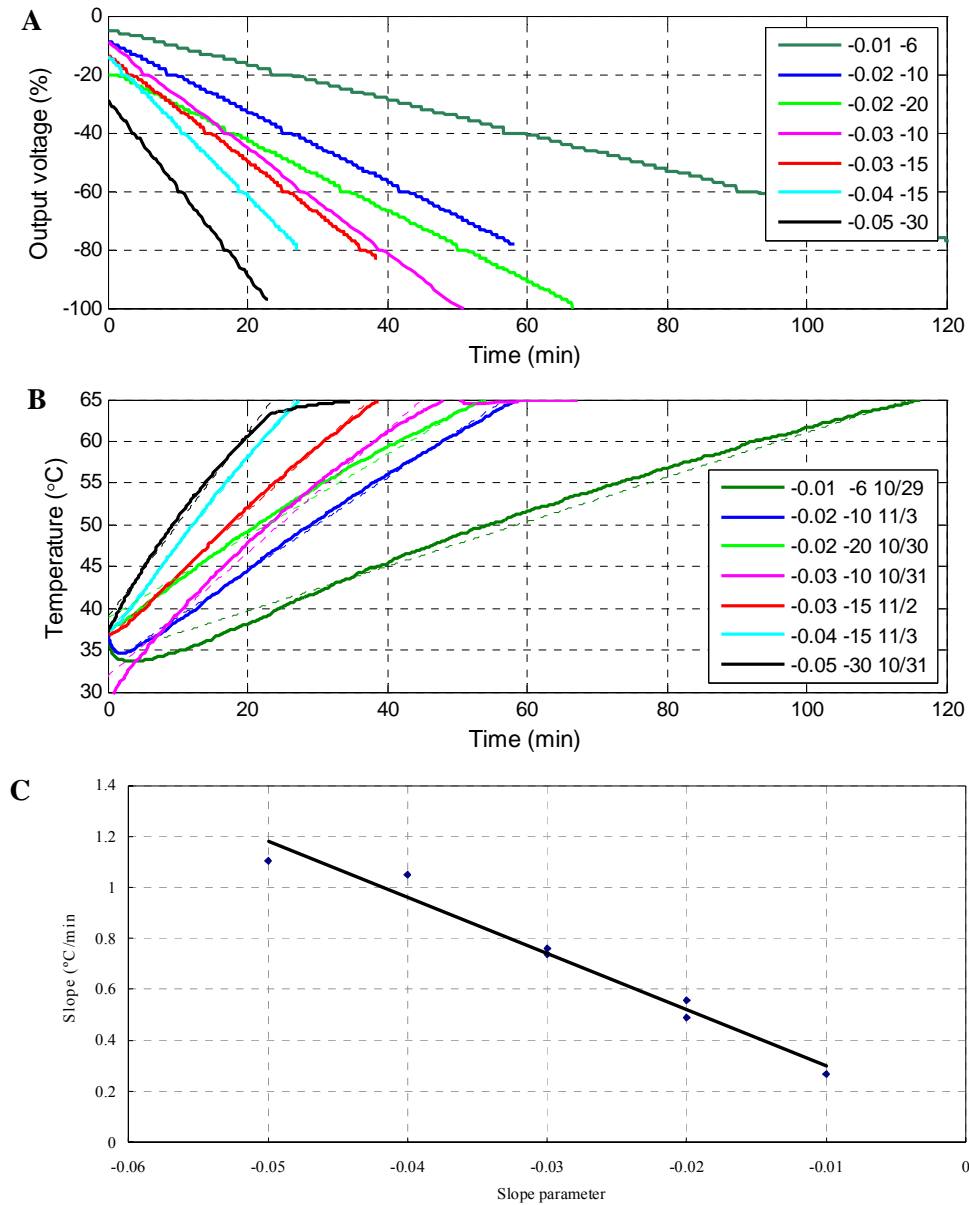 A
Output voltage (%)
0
-20
-40
-60
-80
-100
0 20 40 60 80 100 120
Time (min)
-0.01 -6
-0.02 -10
-0.02 -20
-0.03 -10
-0.03 -15
-0.04 -15
-0.05 -30
B
Temperature (°C)
65
60
55
50
45
40
35
30
0 20 40 60 80 100 120
Time (min)
-0.01 -6 10/29
-0.02 -10 11/3
-0.02 -20 10/30
-0.03 -10 10/31
-0.03 -15 11/2
-0.04 -15 11/3
-0.05 -30 10/31
C
Slope (°C/min
1.4
1.2
1
0.8
0.6
0.4
0.2
0
-0.06 -0.05 -0.04 -0.03 -0.02 -0.01 0
Slope parameter